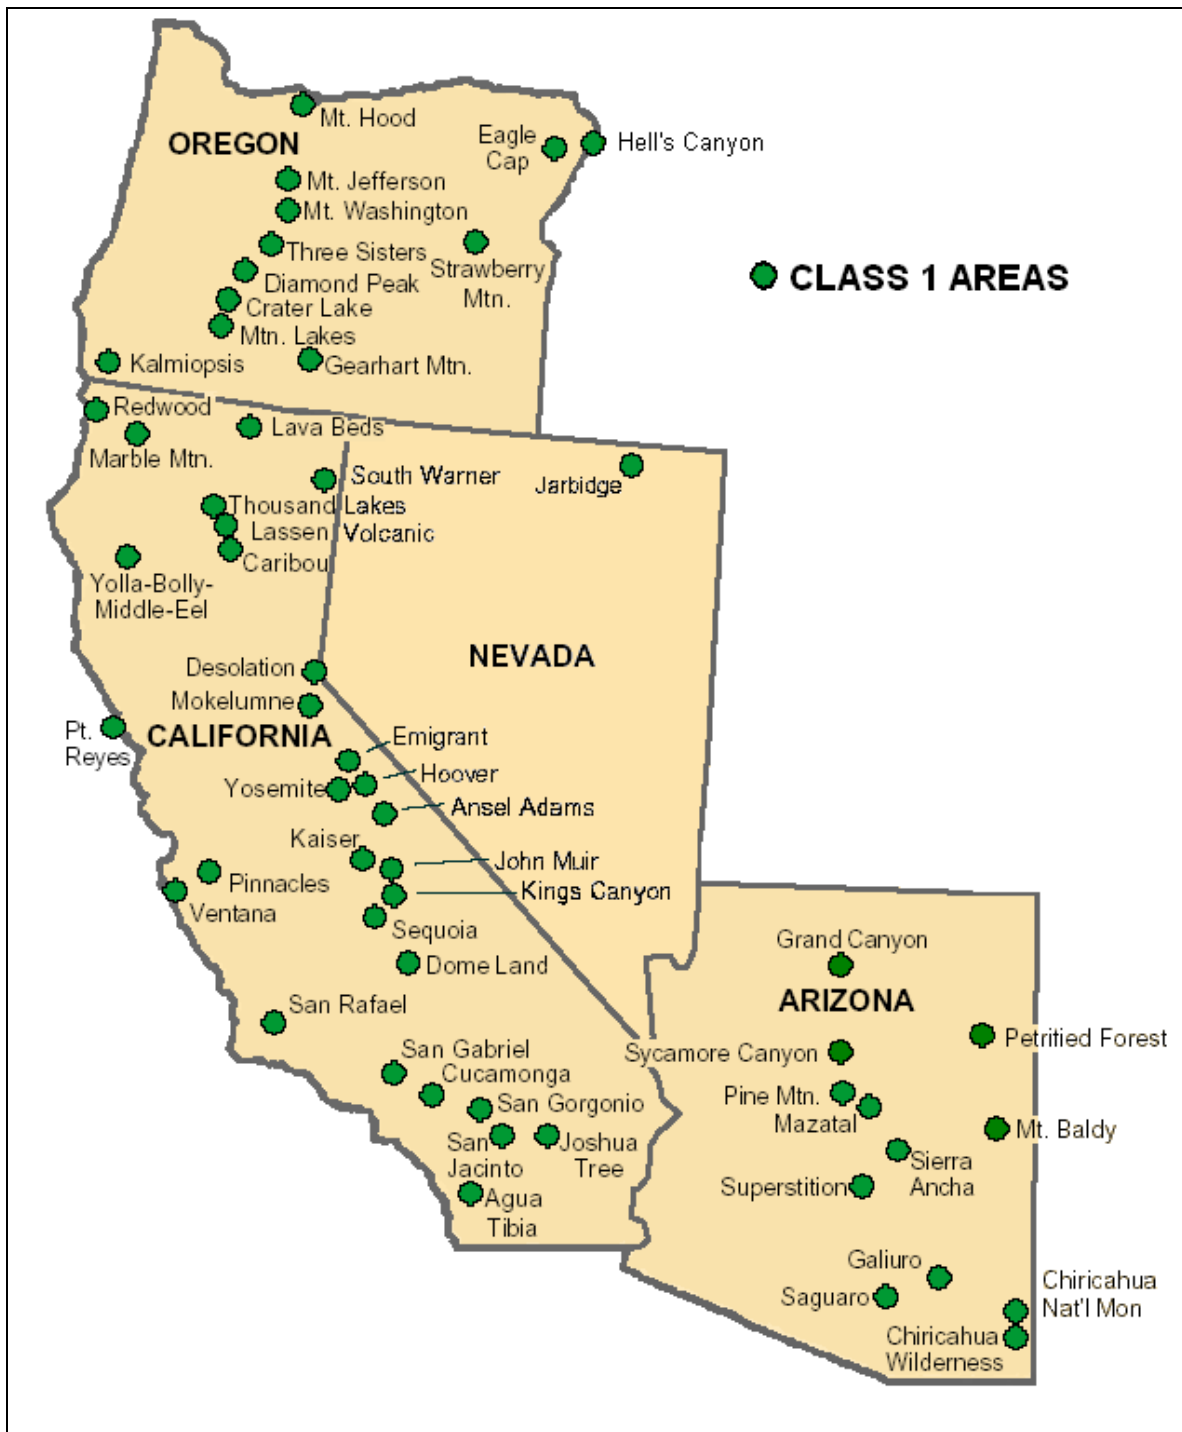 Mt. Hood
OREGON
Eagle
Cap
Hell's Canyon
Mt. Jefferson
Mt. Washington
Three Sisters
Strawberry
Mtn.
Diamond Peak
CLASS 1 AREAS
Crater Lake
Mtn. Lakes
Kalmiopsis
Gearhart Mtn.
Redwood
Lava Beds
Marble Mtn.
South Warner
Jarbidge
Thousand Lakes
Lassen Volcanic
Caribou
Yolla-Bolly-
Middle-Eel
NEVADA
Desolation
Mokelumne
Pt.
Reyes
CALIFORNIA
Emigrant
Hoover
Yosemite
Ansel Adams
Kaiser
John Muir
Pinnacles
Kings Canyon
Ventana
Sequoia
Dome Land
Grand Canyon
ARIZONA
San Rafael
Petrified Forest
Sycamore Canyon
San Gabriel
Cucamonga
Pine Mtn.
San Gorgonio
Mazatal
Mt. Baldy
San
Jacinto
Joshua
Tree
Sierra
Ancha
Superstition
Agua
Tibia
Galiuro
Saguaro
Chiricahua
Nat'l Mon
Chiricahua
Wilderness